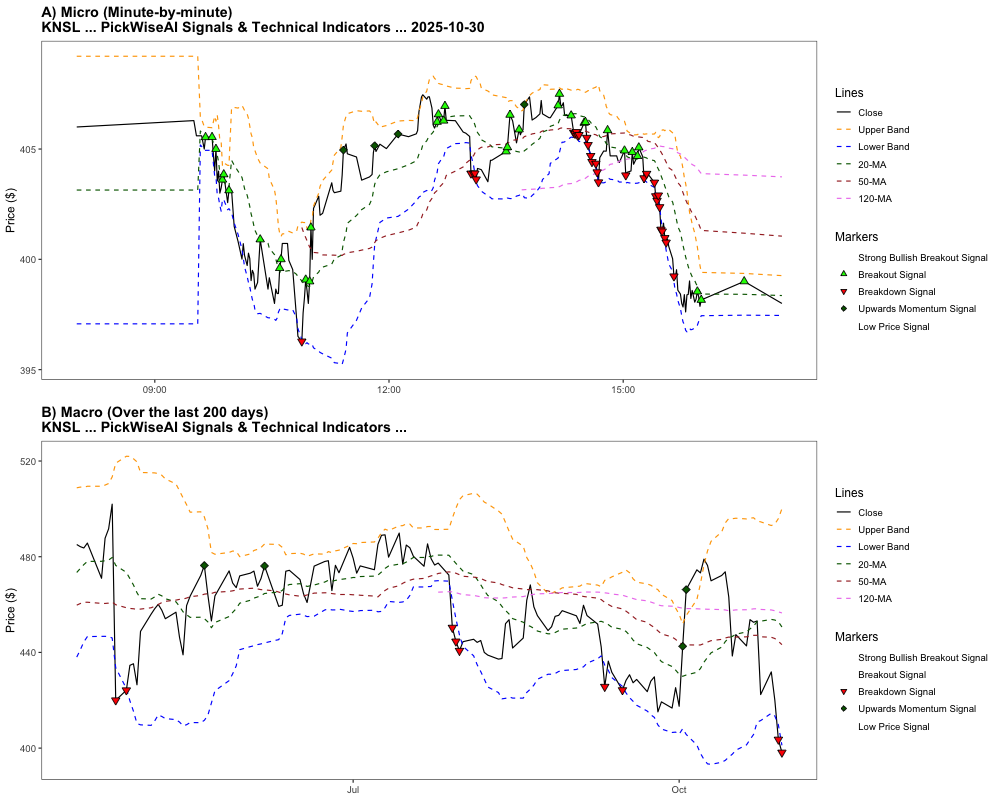 A) Micro (Minute-by-minute)
KNSL ... PickWiseAI Signals & Technical Indicators ... 2025-10-30
Price ($)
405
400
395
09:00
12:00
15:00
Lines
Close
Upper Band
Lower Band
20-MA
50-MA
120-MA
Markers
Strong Bullish Breakout Signal
Breakout Signal
Breakdown Signal
Upwards Momentum Signal
Low Price Signal
B) Macro (Over the last 200 days)
KNSL ... PickWiseAI Signals & Technical Indicators ...
Price ($)
520
480
440
400
Jul
Oct
Lines
Close
Upper Band
Lower Band
20-MA
50-MA
120-MA
Markers
Strong Bullish Breakout Signal
Breakout Signal
Breakdown Signal
Upwards Momentum Signal
Low Price Signal